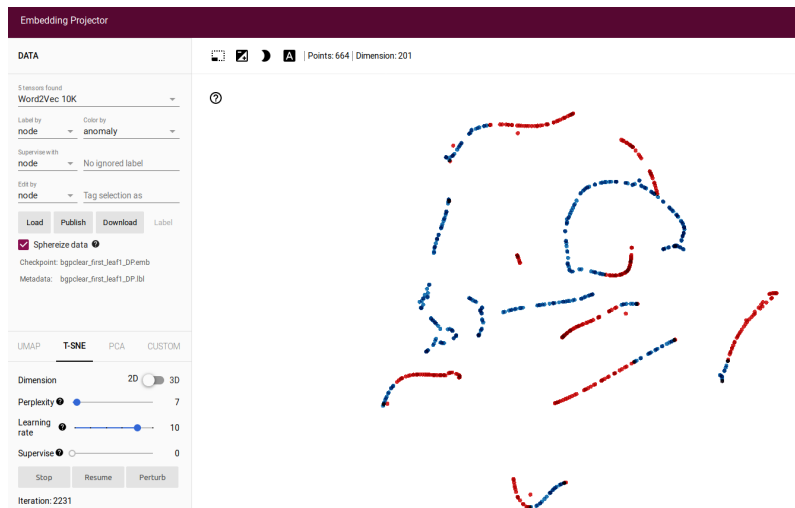 Embedding Projector
DATA
A
Points: 664 | Dimension: 201
5 tensors found
Word2Vec 10K
Label by
Color by
node
anomaly
Supervise with
node
No ignored label
Edit by
node
Tag selection as
Load
Publish
Download
Label
Sphereize data
Checkpoint: bgpclear_first_leaf1_DP.emb
Metadata: bgpclear_first_leaf1_DP.lbl
UMAP
T-SNE
PCA
CUSTOM
Dimension
2D
3D
Perplexity
7
Learning
rate
10
Supervise
0
Stop
Resume
Perturb
Iteration: 2231